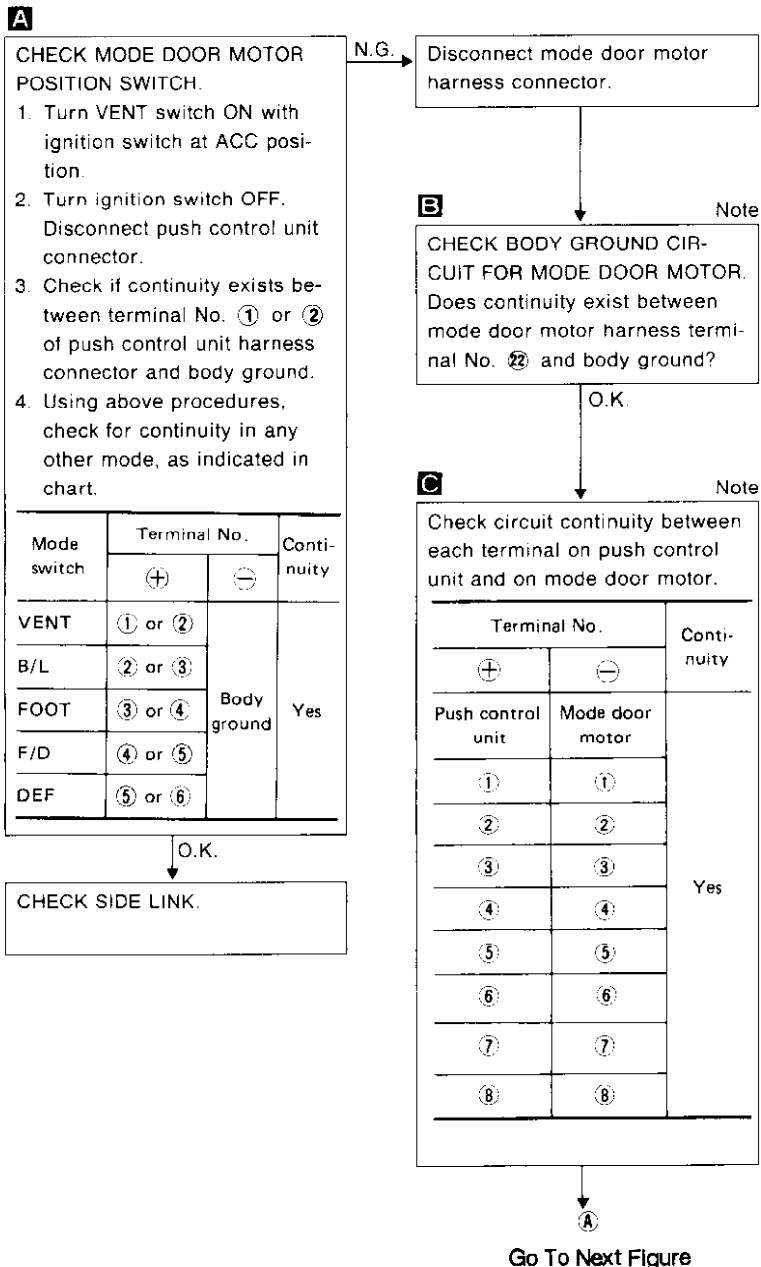 A
CHECK MODE DOOR MOTOR
POSITION SWITCH.
1. Turn VENT switch ON with
ignition switch at ACC posi-
tion.
2. Turn ignition switch OFF.
Disconnect push control unit
connector.
3. Check if continuity exists be-
tween terminal No. ① or ②
of push control unit harness
connector and body ground.
4. Using above procedures,
check for continuity in any
other mode, as indicated in
chart.
Mode switch Terminal No. Conti-nuity
⊕ ⊖
VENT ① or ②
B/L ② or ③
FOOT ③ or ④ Body ground Yes
F/D ④ or ⑤
DEF ⑤ or ⑥
O.K.
CHECK SIDE LINK.
N.G.
Disconnect mode door motor
harness connector.
B Note
CHECK BODY GROUND CIR-
CUIT FOR MODE DOOR MOTOR.
Does continuity exist between
mode door motor harness termi-
nal No. ㉒ and body ground?
O.K.
C Note
Check circuit continuity between
each terminal on push control
unit and on mode door motor.
Terminal No. Conti-nuity
⊕ ⊖
Push control unit Mode door motor
① ①
② ②
③ ③
④ ④
Yes
⑤ ⑤
⑥ ⑥
⑦ ⑦
⑧ ⑧
Ⓐ
Go To Next Figure